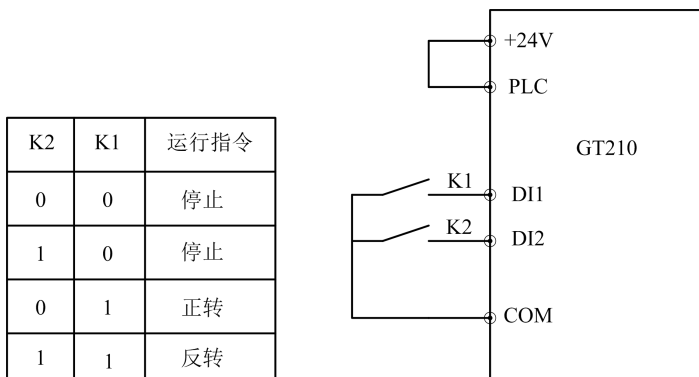 K2 K1 运行指令
0 0 停止
1 0 停止
0 1 正转
1 1 反转
+24V
PLC
GT210
K1 DI1
K2 DI2
COM